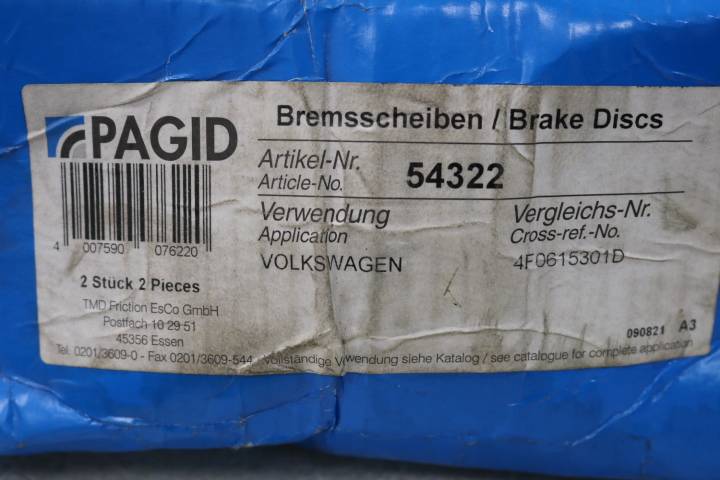 PAGID
Bremsscheiben / Brake Discs
Artikel-Nr.
Article-No.
54322
Verwendung
Application
VOLKSWAGEN
Vergleichs-Nr.
Cross-ref.-No.
4F0615301D
4 007590 076220
2 Stück 2 Pieces
TMD Friction EsCo GmbH
Postfach 10 29 51
45356 Essen
Tel. 0201/3609-0 - Fax 0201/3609-544
Vollständige Verwendung siehe Katalog / see catalogue for complete application
090821 A3